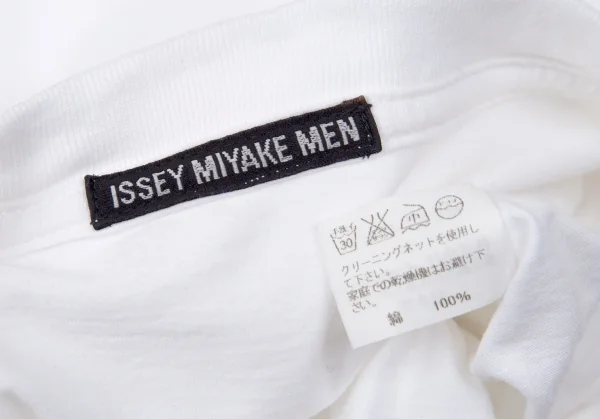 ISSEY MIYAKE MEN
30 中
クリーニングネットを使用し
て下さい。
家庭での乾燥機はお避け下
さい。
綿 100%